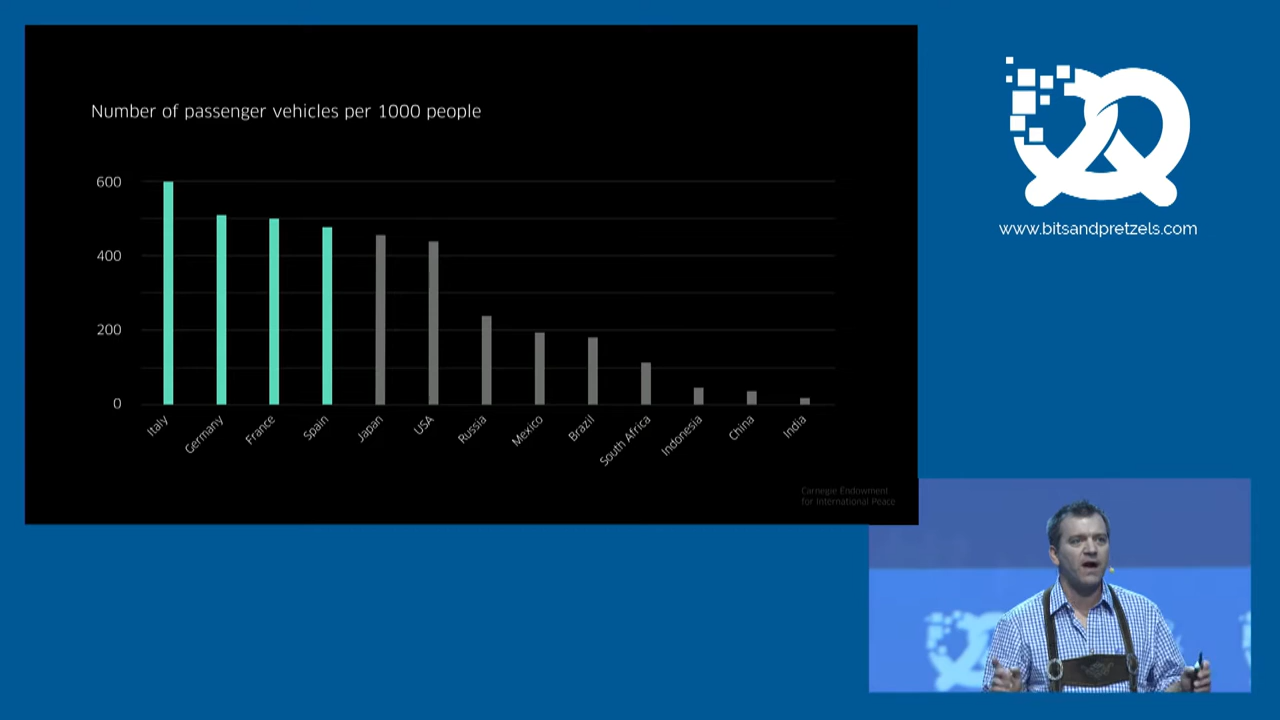 Number of passenger vehicles per 1000 people
600
400
200
0
Italy
Germany
France
Spain
Japan
USA
Russia
Mexico
Brazil
South Africa
Indonesia
China
India
Carnegie Endowment
for International Peace
www.bitsandpretzels.com